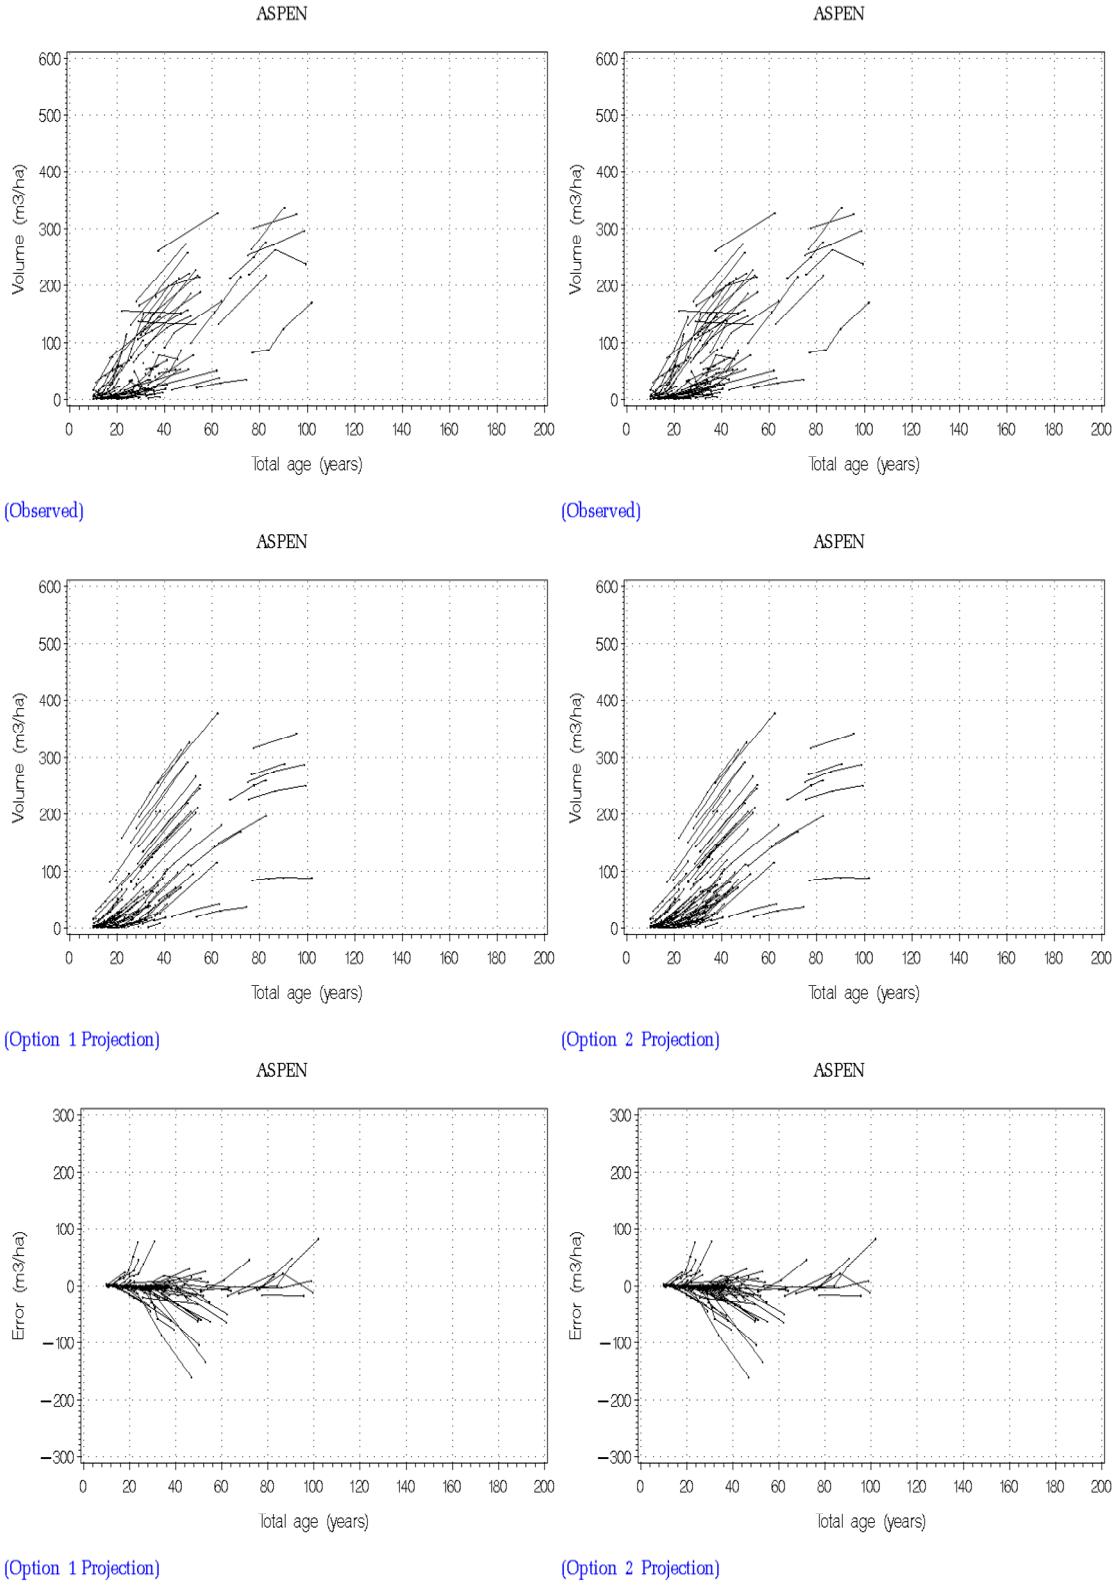 ASPEN ASPEN
600 600
500 500
400 400
300 300
200 200
100 100
0 0
Volume (m3/ha) Volume (m3/ha)
0 20 40 60 80 100 120 140 160 180 200 0 20 40 60 80 100 120 140 160 180 200
Total age (years) Total age (years)
(Observed) (Observed)
ASPEN ASPEN
600 600
500 500
400 400
300 300
200 200
100 100
0 0
Volume (m3/ha) Volume (m3/ha)
0 20 40 60 80 100 120 140 160 180 200 0 20 40 60 80 100 120 140 160 180 200
Total age (years) Total age (years)
(Option 1 Projection) (Option 2 Projection)
ASPEN ASPEN
300 300
200 200
100 100
0 0
−100 −100
−200 −200
−300 −300
Error (m3/ha) Error (m3/ha)
0 20 40 60 80 100 120 140 160 180 200 0 20 40 60 80 100 120 140 160 180 200
Total age (years) Total age (years)
(Option 1 Projection) (Option 2 Projection)